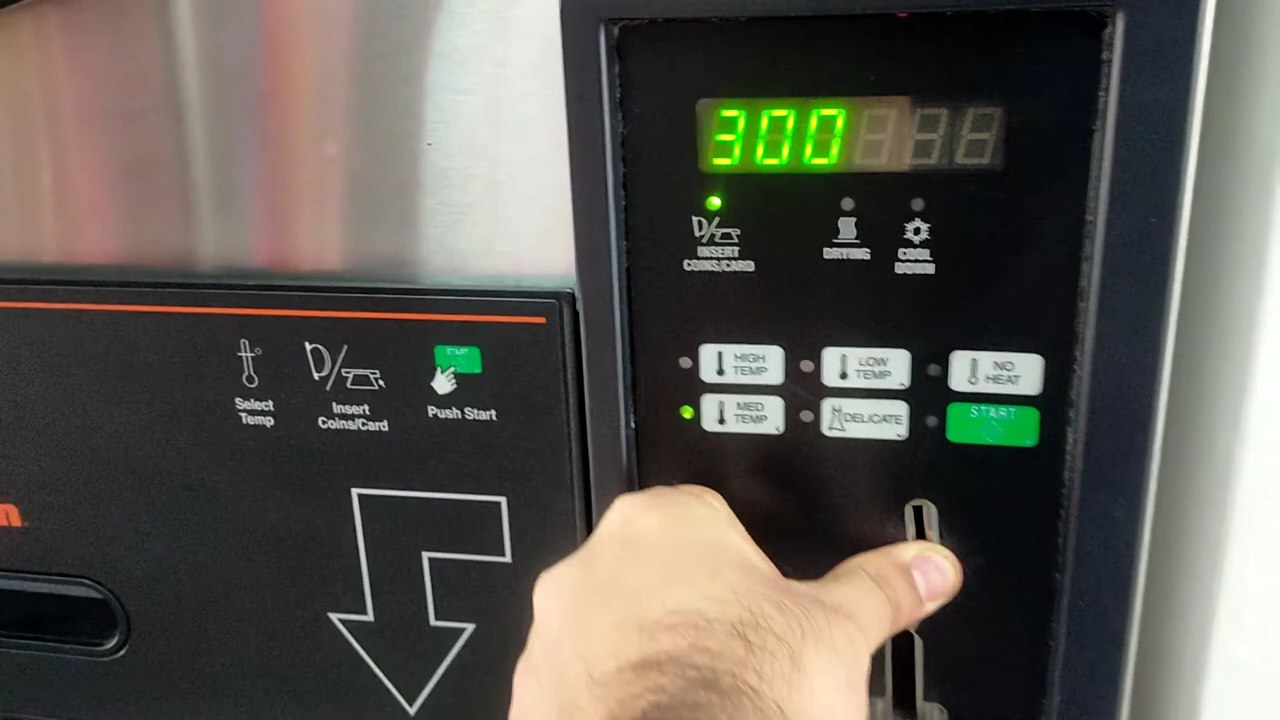 300
INSERT
COINS/CARD
DRYING
COOL
DOWN
HIGH
TEMP
LOW
TEMP
NO
HEAT
MED
TEMP
DELICATE
START
START
Select
Temp
Insert
Coins/Card
Push Start
n